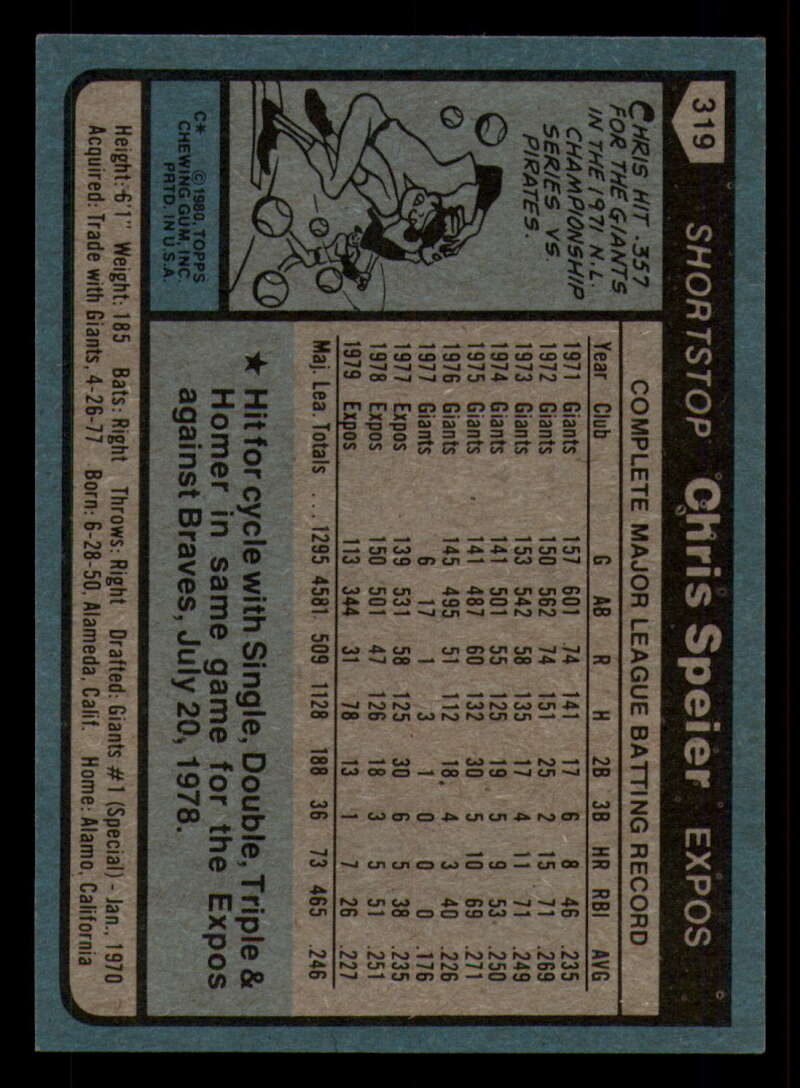 319
SHORTSTOP Chris Speier EXPOS
CHRIS HIT .357
FOR THE GIANTS
IN THE 1971 N.L.
CHAMPIONSHIP
SERIES VS
PIRATES.
C* © 1980 TOPPS
CHEWING GUM, INC.
PRTD. IN U.S.A.
COMPLETE MAJOR LEAGUE BATTING RECORD
Year Club G AB R H 2B 3B HR RBI AVG
1971 Giants 157 601 74 141 17 6 8 46 .235
1972 Giants 150 562 74 151 25 2 15 71 .269
1973 Giants 153 542 58 135 17 4 11 71 .249
1974 Giants 141 501 55 125 19 5 9 53 .250
1975 Giants 141 487 60 132 30 5 10 69 .271
1976 Giants 145 495 51 112 18 4 3 40 .226
1977 Giants 6 17 1 3 1 0 0 0 .176
1977 Expos 139 531 58 125 30 6 5 38 .235
1978 Expos 150 501 47 126 18 3 5 51 .251
1979 Expos 113 344 31 78 13 1 7 26 .227
Maj. Lea. Totals ... 1295 4581 509 1128 188 36 73 465 .246
★ Hit for cycle with Single, Double, Triple &
Homer in same game for the Expos
against Braves, July 20, 1978.
Height: 6'1" Weight: 185 Bats: Right Throws: Right Drafted: Giants #1 (Special) - Jan., 1970
Acquired: Trade with Giants, 4-26-77 Born: 6-28-50, Alameda, Calif. Home: Alamo, California